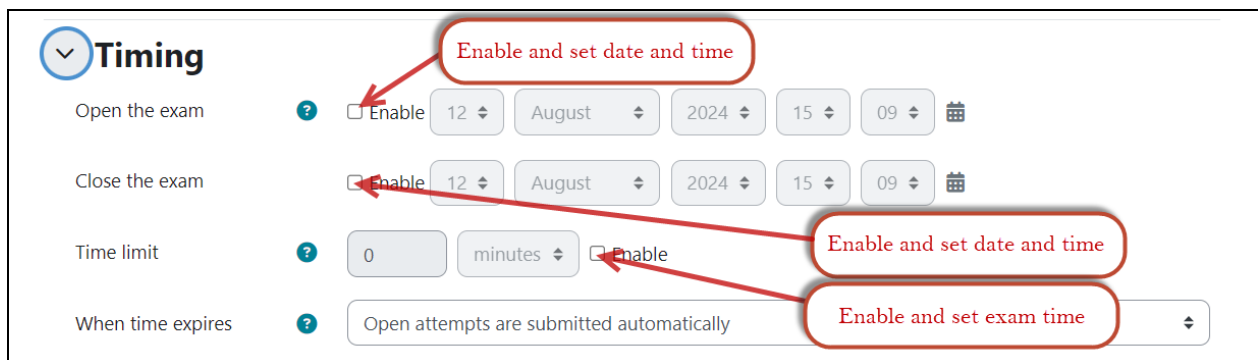 Timing
Enable and set date and time
Open the exam ? Enable 12 August 2024 15 09
Close the exam Enable 12 August 2024 15 09
Enable and set date and time
Time limit ? 0 minutes Enable
Enable and set exam time
When time expires ? Open attempts are submitted automatically